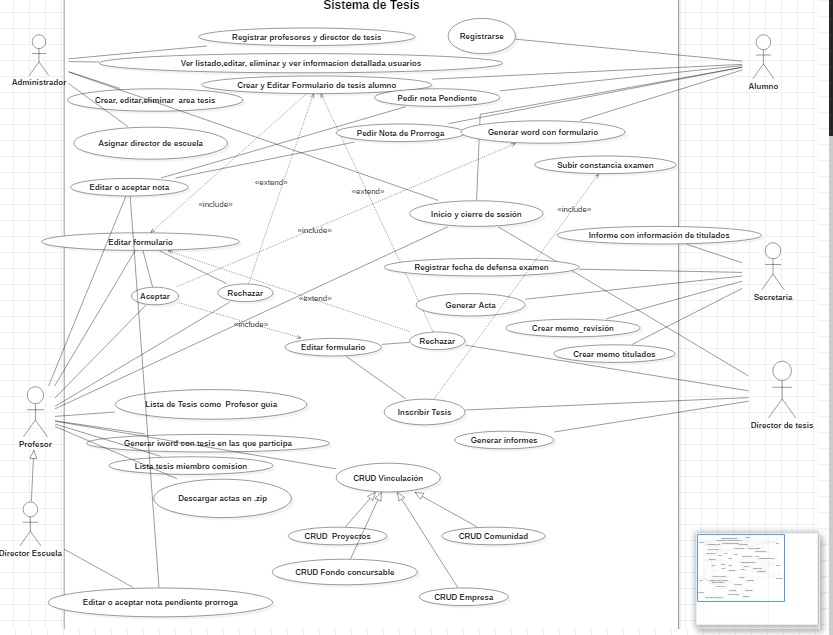 Sistema de Tesis
Registrar profesores y director de tesis
Registrarse
Ver listado,editar, eliminar y ver informacion detallada usuarios
Administrador
Alumno
Crear y Editar Formulario de tesis alumno
Crear, editar,eliminar area tesis
Pedir nota Pendiente
Asignar director de escuela
Pedir Nota de Prorroga
Generar word con formulario
Subir constancia examen
Editar o aceptar nota
«extend»
«extend»
«include»
«include»
Inicio y cierre de sesión
«include»
Informe con información de titulados
Editar formulario
Registrar fecha de defensa examen
Aceptar
Rechazar
«extend»
Generar Acta
Secretaria
«include»
Crear memo_revisión
Editar formulario
Rechazar
Crear memo titulados
Lista de Tesis como Profesor guia
Inscribir Tesis
Director de tesis
Profesor
Generar iword con tesis en las que participa
Generar informes
Lista tesis miembro comision
CRUD Vinculación
Descargar actas en .zip
CRUD Proyectos
CRUD Comunidad
Director Escuela
CRUD Fondo concursable
CRUD Empresa
Editar o aceptar nota pendiente prorroga